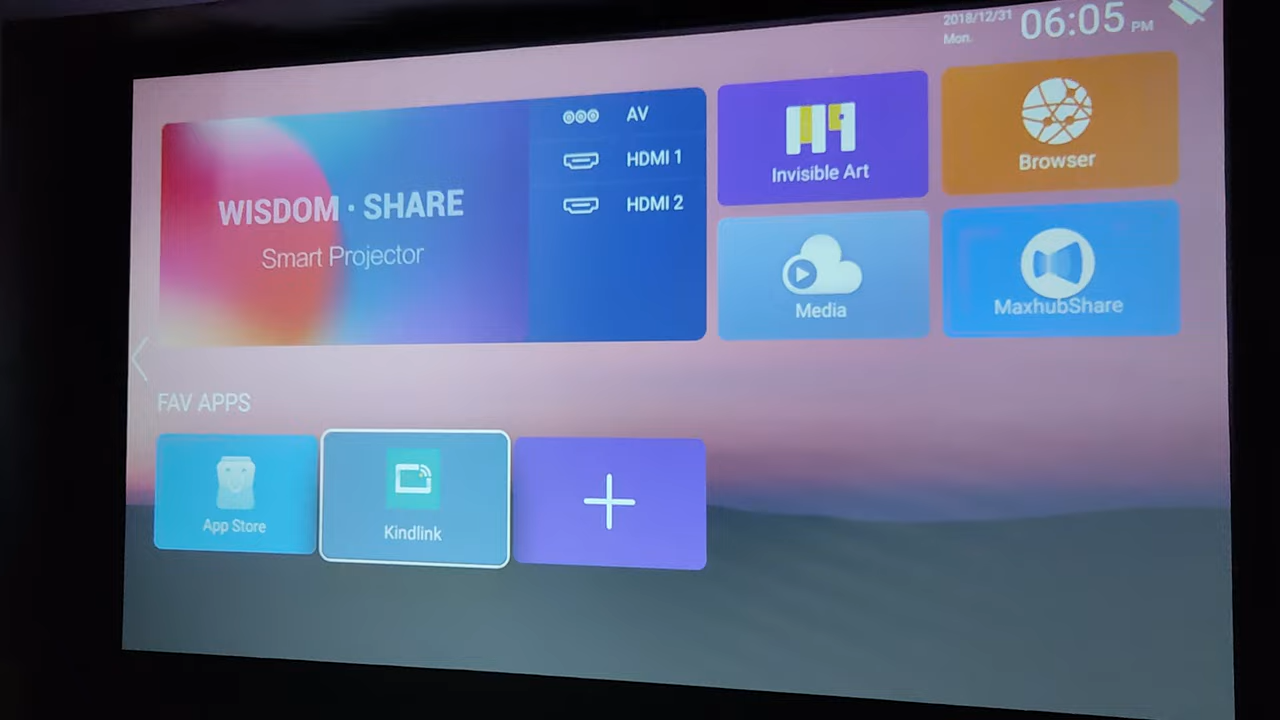 2018/12/31
Mon.
06:05 PM
WISDOM · SHARE
Smart Projector
AV
HDMI 1
HDMI 2
Invisible Art
Browser
Media
MaxhubShare
FAV APPS
App Store
Kindlink